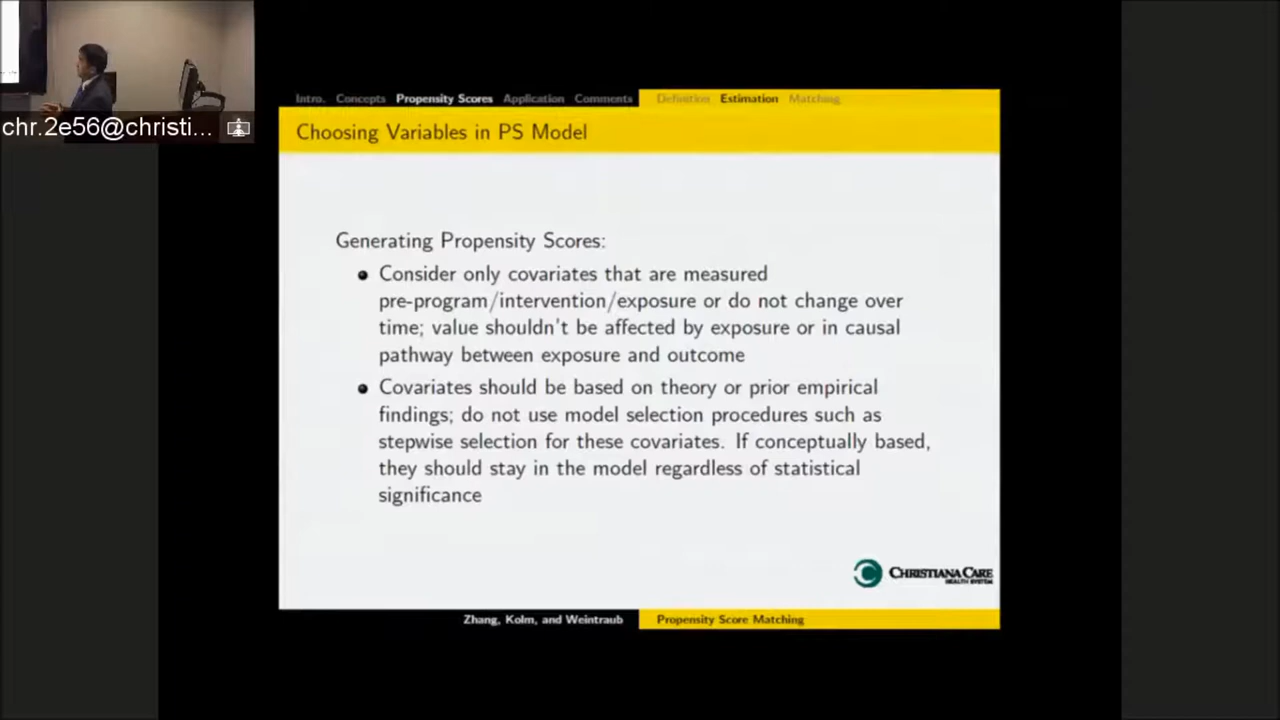 chr.2e56@christi...
Intro. Concepts Propensity Scores Application Comments Definition Estimation Matching
Choosing Variables in PS Model
Generating Propensity Scores:
Consider only covariates that are measured
pre-program/intervention/exposure or do not change over
time; value shouldn't be affected by exposure or in causal
pathway between exposure and outcome
Covariates should be based on theory or prior empirical
findings; do not use model selection procedures such as
stepwise selection for these covariates. If conceptually based,
they should stay in the model regardless of statistical
significance
CHRISTIANA CARE
HEALTH SYSTEM
Zhang, Kolm, and Weintraub Propensity Score Matching